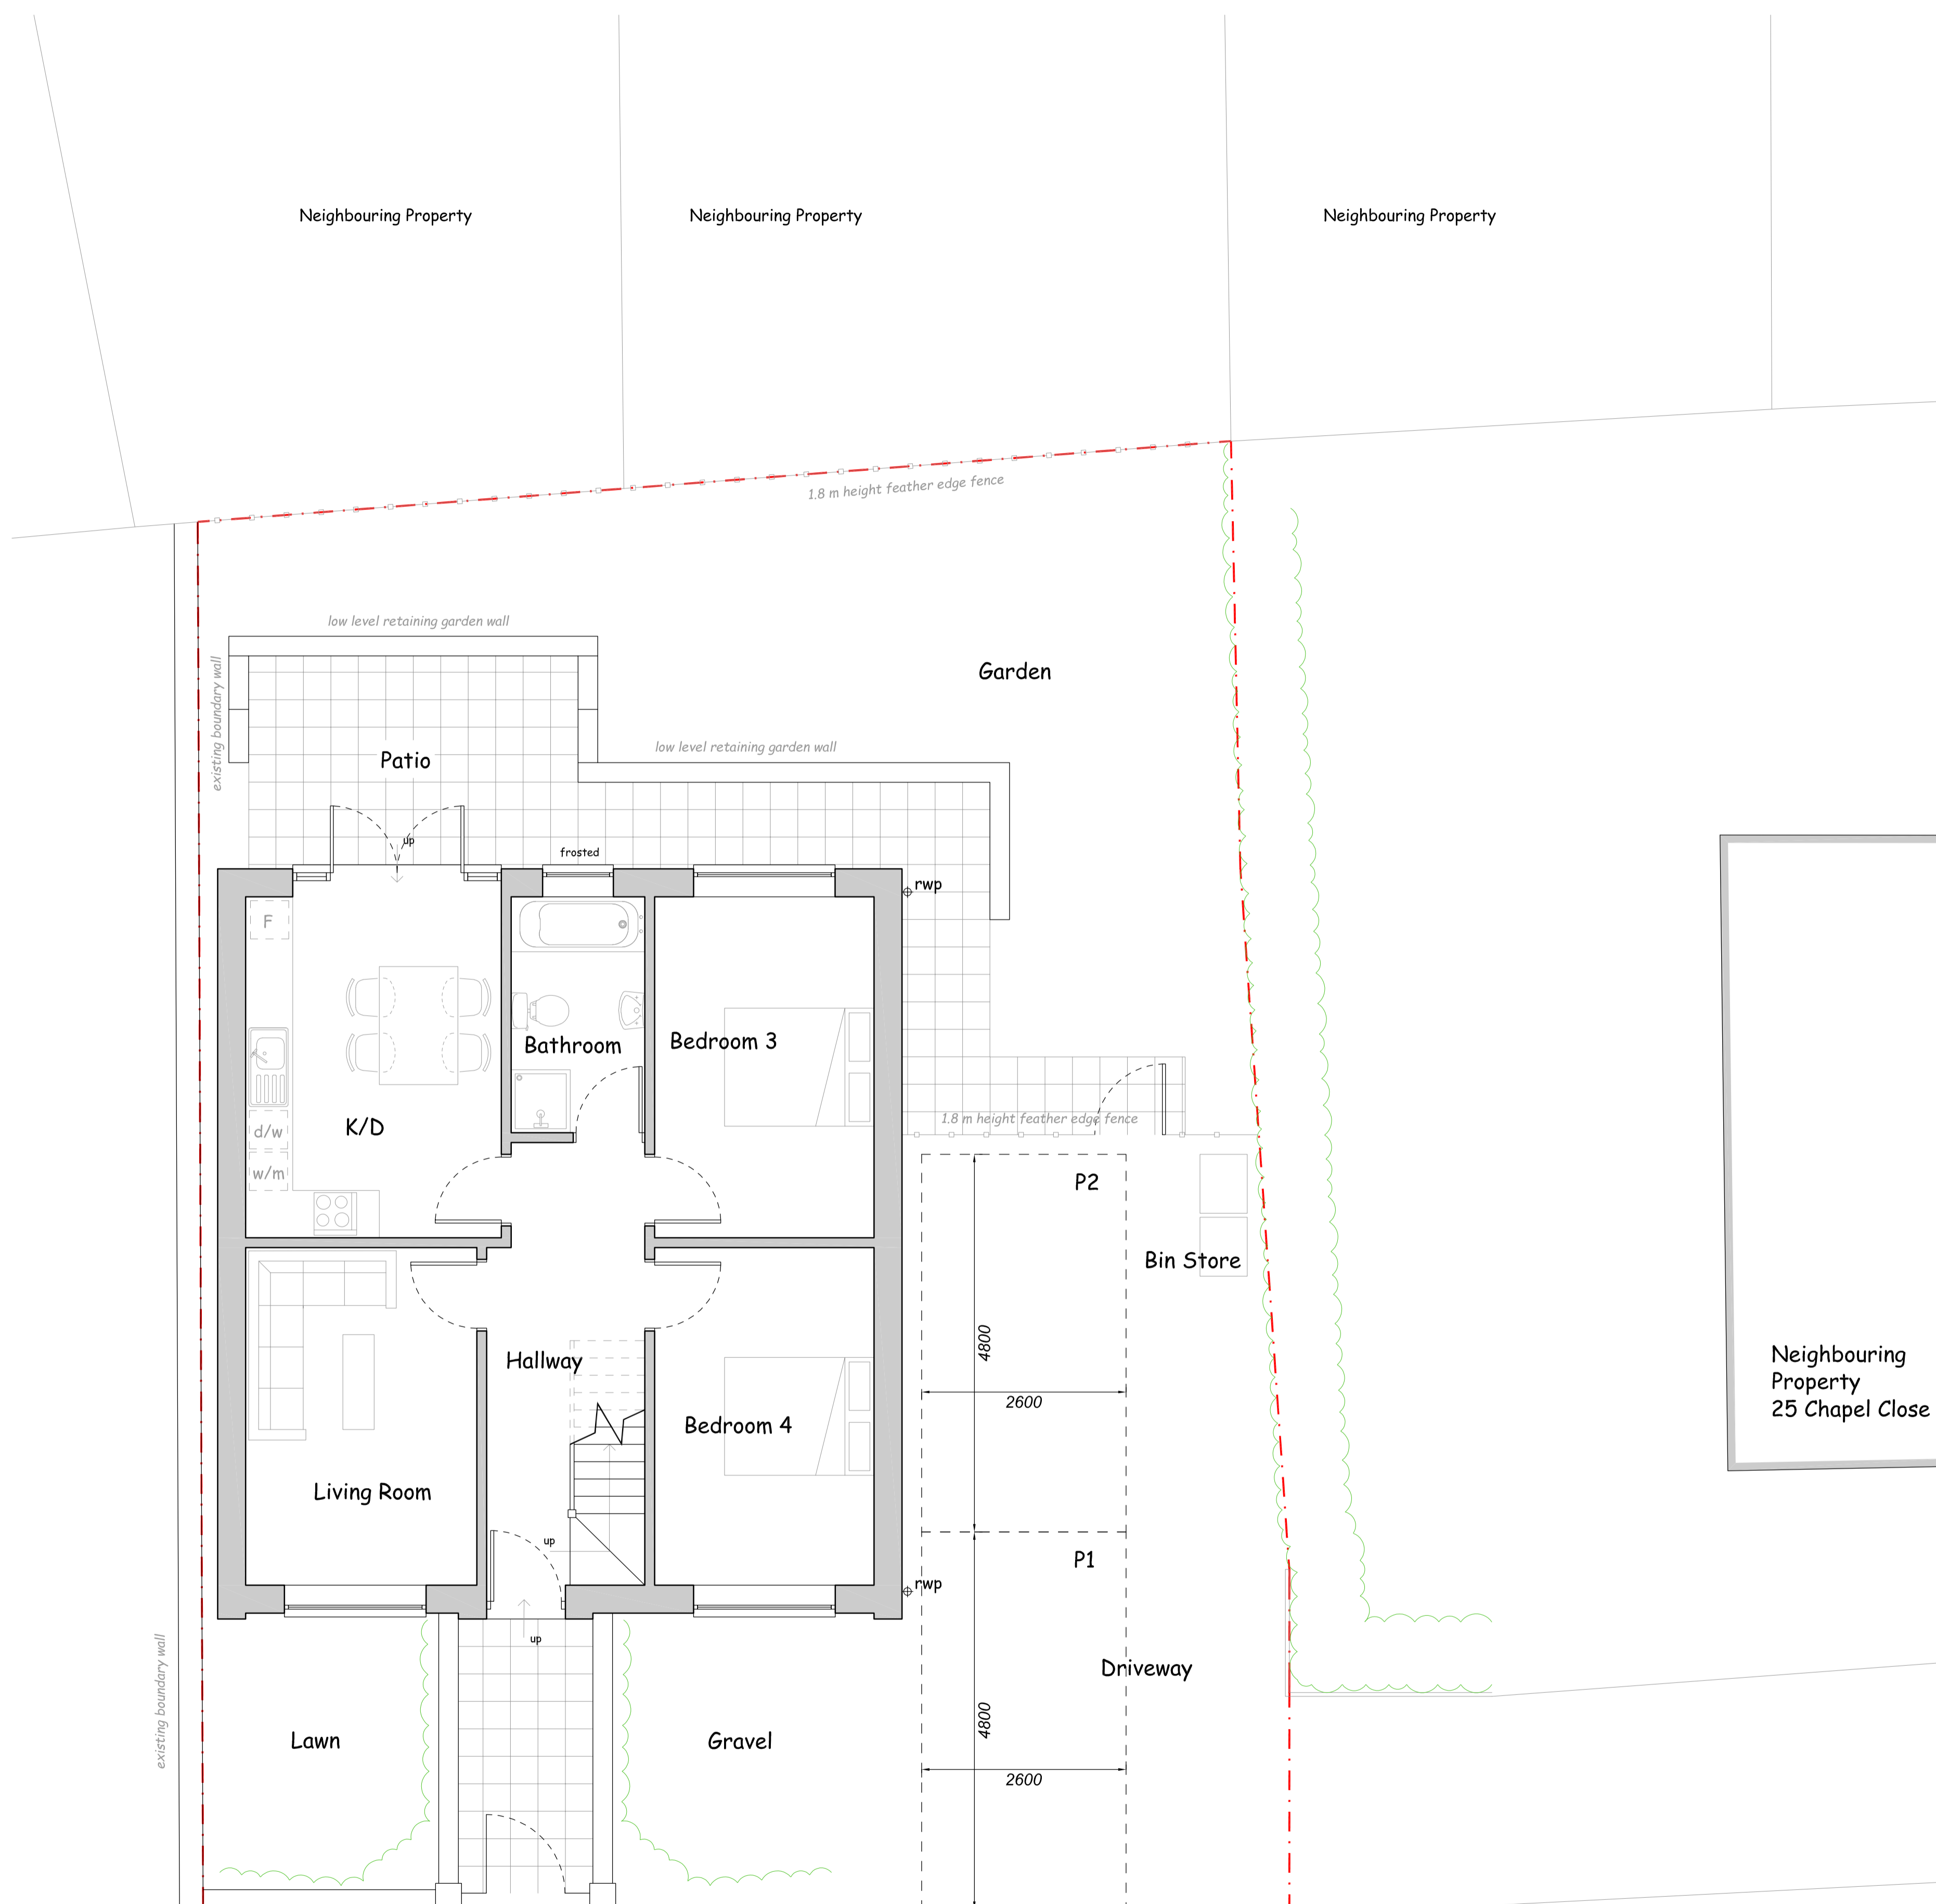 Neighbouring Property
Neighbouring Property
Neighbouring Property
1.8 m height feather edge fence
low level retaining garden wall
existing boundary wall
Garden
low level retaining garden wall
Patio
up
frosted
rwp
F
Bathroom
Bedroom 3
K/D
d/w
w/m
1.8 m height feather edge fence
P2
Bin Store
4800
2600
Hallway
Bedroom 4
Living Room
up
P1
rwp
up
Neighbouring
Property
25 Chapel Close
Driveway
existing boundary wall
Lawn
Gravel
4800
2600